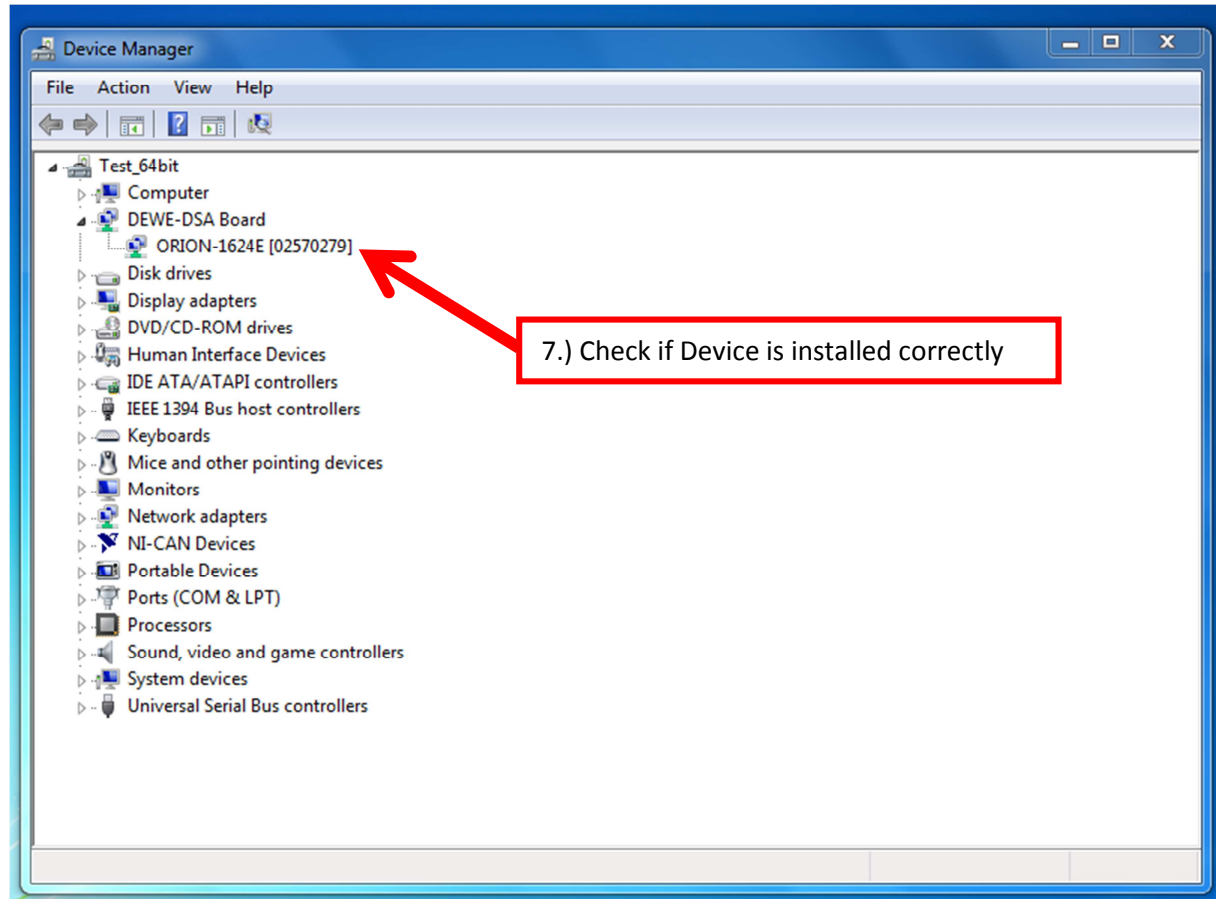 Device Manager
File Action View Help
Test_64bit
Computer
DEWE-DSA Board
ORION-1624E [02570279]
Disk drives
Display adapters
DVD/CD-ROM drives
Human Interface Devices
IDE ATA/ATAPI controllers
IEEE 1394 Bus host controllers
Keyboards
Mice and other pointing devices
Monitors
Network adapters
NI-CAN Devices
Portable Devices
Ports (COM & LPT)
Processors
Sound, video and game controllers
System devices
Universal Serial Bus controllers
7.) Check if Device is installed correctly